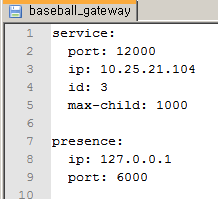 baseball_gateway
1 service:
2 port: 12000
3 ip: 10.25.21.104
4 id: 3
5 max-child: 1000
6
7 presence:
8 ip: 127.0.0.1
9 port: 6000
10